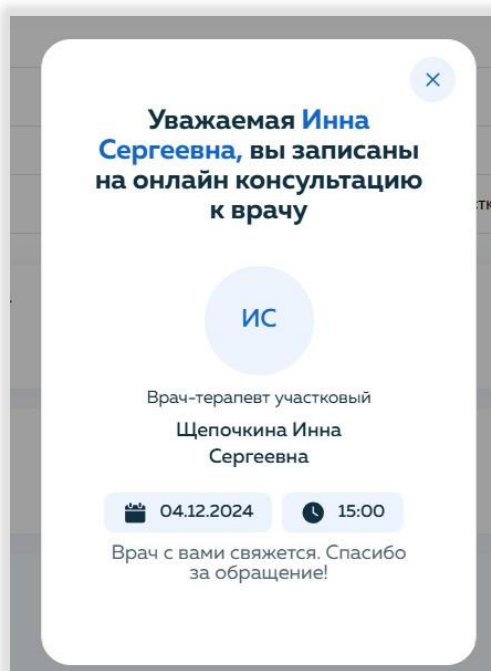 Уважаемая Инна
Сергеевна, вы записаны
на онлайн консультацию
к врачу
ИС
Врач-терапевт участковый
Щепочкина Инна
Сергеевна
04.12.2024 15:00
Врач с вами свяжется. Спасибо
за обращение!